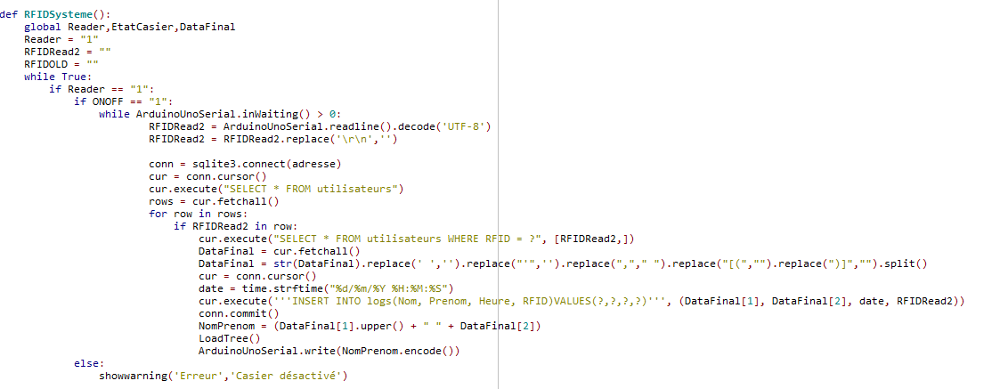 def RFIDSysteme():
    global Reader,EtatCasier,DataFinal
    Reader = "1"
    RFIDRead2 = ""
    RFIDOLD = ""
    while True:
        if Reader == "1":
            if ONOFF == "1":
                while ArduinoUnoSerial.inWaiting() > 0:
                        RFIDRead2 = ArduinoUnoSerial.readline().decode('UTF-8')
                        RFIDRead2 = RFIDRead2.replace('\r\n','')

                        conn = sqlite3.connect(adresse)
                        cur = conn.cursor()
                        cur.execute("SELECT * FROM utilisateurs")
                        rows = cur.fetchall()
                        for row in rows:
                            if RFIDRead2 in row:
                                cur.execute("SELECT * FROM utilisateurs WHERE RFID = ?", [RFIDRead2,])
                                DataFinal = cur.fetchall()
                                DataFinal = str(DataFinal).replace(' ','').replace("'",'').replace(","," ").replace("[(","").replace(")]","").split()
                                cur = conn.cursor()
                                date = time.strftime("%d/%m/%Y %H:%M:%S")
                                cur.execute('''INSERT INTO logs(Nom, Prenom, Heure, RFID)VALUES(?,?,?,?)''', (DataFinal[1], DataFinal[2], date, RFIDRead2))
                                conn.commit()
                                NomPrenom = (DataFinal[1].upper() + " " + DataFinal[2])
                                LoadTree()
                                ArduinoUnoSerial.write(NomPrenom.encode())
            else:
                showwarning('Erreur','Casier désactivé')